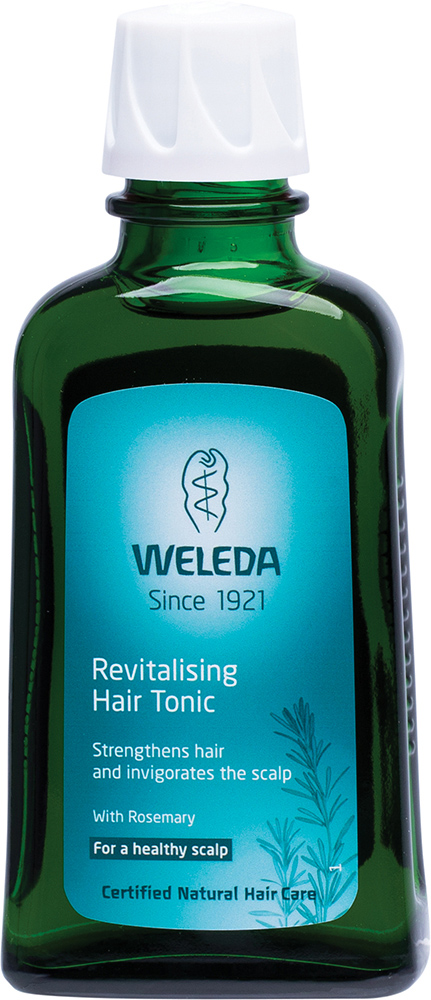 WELEDA
Since 1921
Revitalising
Hair Tonic
Strengthens hair
and invigorates the scalp
With Rosemary
For a healthy scalp
1
Certified Natural Hair Care